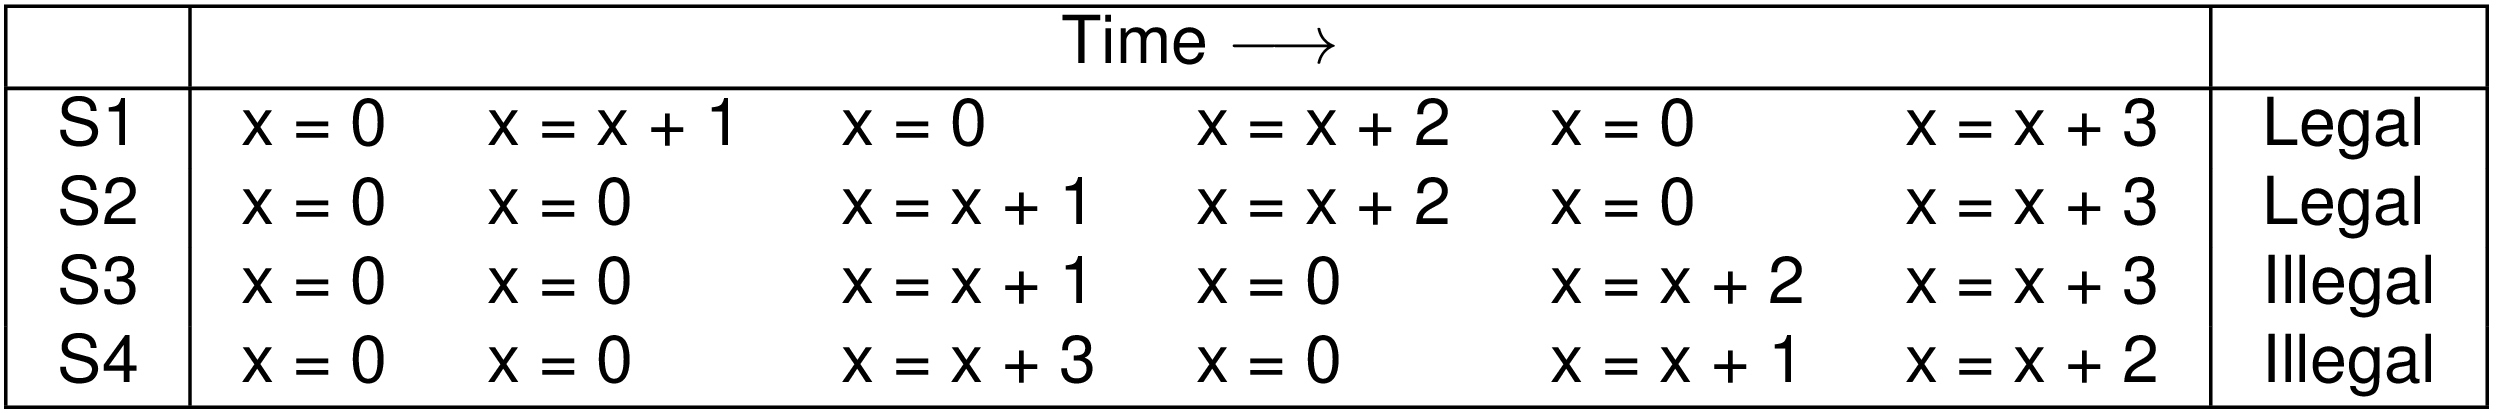 Time ⟶
S1 x = 0 x = x + 1 x = 0 x = x + 2 x = 0 x = x + 3 Legal
S2 x = 0 x = 0 x = x + 1 x = x + 2 x = 0 x = x + 3 Legal
S3 x = 0 x = 0 x = x + 1 x = 0 x = x + 2 x = x + 3 Illegal
S4 x = 0 x = 0 x = x + 3 x = 0 x = x + 1 x = x + 2 Illegal